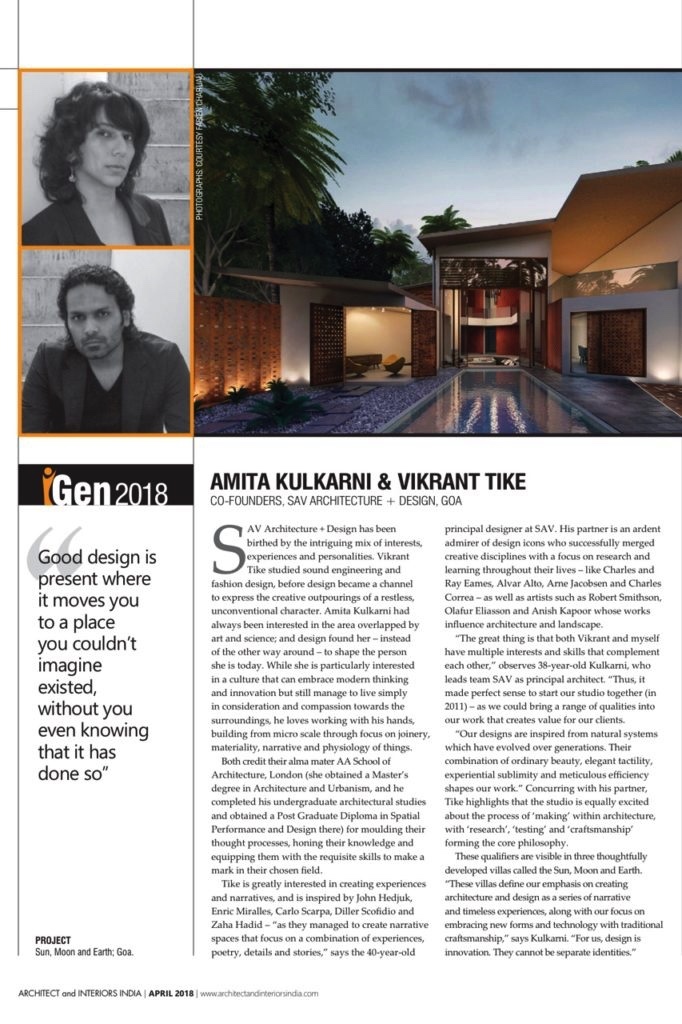 PHOTOGRAPHS: COURTESY FABIEN CHARUAU
iGen 2018
“
Good design is
present where
it moves you
to a place
you couldn’t
imagine
existed,
without you
even knowing
that it has
done so”
PROJECT
Sun, Moon and Earth; Goa.
AMITA KULKARNI & VIKRANT TIKE
CO-FOUNDERS, SAV ARCHITECTURE + DESIGN, GOA
SAV Architecture + Design has been
birthed by the intriguing mix of interests,
experiences and personalities. Vikrant
Tike studied sound engineering and
fashion design, before design became a channel
to express the creative outpourings of a restless,
unconventional character. Amita Kulkarni had
always been interested in the area overlapped by
art and science; and design found her – instead
of the other way around – to shape the person
she is today. While she is particularly interested
in a culture that can embrace modern thinking
and innovation but still manage to live simply
in consideration and compassion towards the
surroundings, he loves working with his hands,
building from micro scale through focus on joinery,
materiality, narrative and physiology of things.
Both credit their alma mater AA School of
Architecture, London (she obtained a Master’s
degree in Architecture and Urbanism, and he
completed his undergraduate architectural studies
and obtained a Post Graduate Diploma in Spatial
Performance and Design there) for moulding their
thought processes, honing their knowledge and
equipping them with the requisite skills to make a
mark in their chosen field.
Tike is greatly interested in creating experiences
and narratives, and is inspired by John Hedjuk,
Enric Miralles, Carlo Scarpa, Diller Scofidio and
Zaha Hadid – “as they managed to create narrative
spaces that focus on a combination of experiences,
poetry, details and stories,” says the 40-year-old
principal designer at SAV. His partner is an ardent
admirer of design icons who successfully merged
creative disciplines with a focus on research and
learning throughout their lives – like Charles and
Ray Eames, Alvar Alto, Arne Jacobsen and Charles
Correa – as well as artists such as Robert Smithson,
Olafur Eliasson and Anish Kapoor whose works
influence architecture and landscape.
“The great thing is that both Vikrant and myself
have multiple interests and skills that complement
each other,” observes 38-year-old Kulkarni, who
leads team SAV as principal architect. “Thus, it
made perfect sense to start our studio together (in
2011) – as we could bring a range of qualities into
our work that creates value for our clients.
“Our designs are inspired from natural systems
which have evolved over generations. Their
combination of ordinary beauty, elegant tactility,
experiential sublimity and meticulous efficiency
shapes our work.” Concurring with his partner,
Tike highlights that the studio is equally excited
about the process of ‘making’ within architecture,
with ‘research’, ‘testing’ and ‘craftsmanship’
forming the core philosophy.
These qualifiers are visible in three thoughtfully
developed villas called the Sun, Moon and Earth.
“These villas define our emphasis on creating
architecture and design as a series of narrative
and timeless experiences, along with our focus on
embracing new forms and technology with traditional
craftsmanship,” says Kulkarni. “For us, design is
innovation. They cannot be separate identities.”
ARCHITECT and INTERIORS INDIA | APRIL 2018 | www.architectandinteriorsindia.com